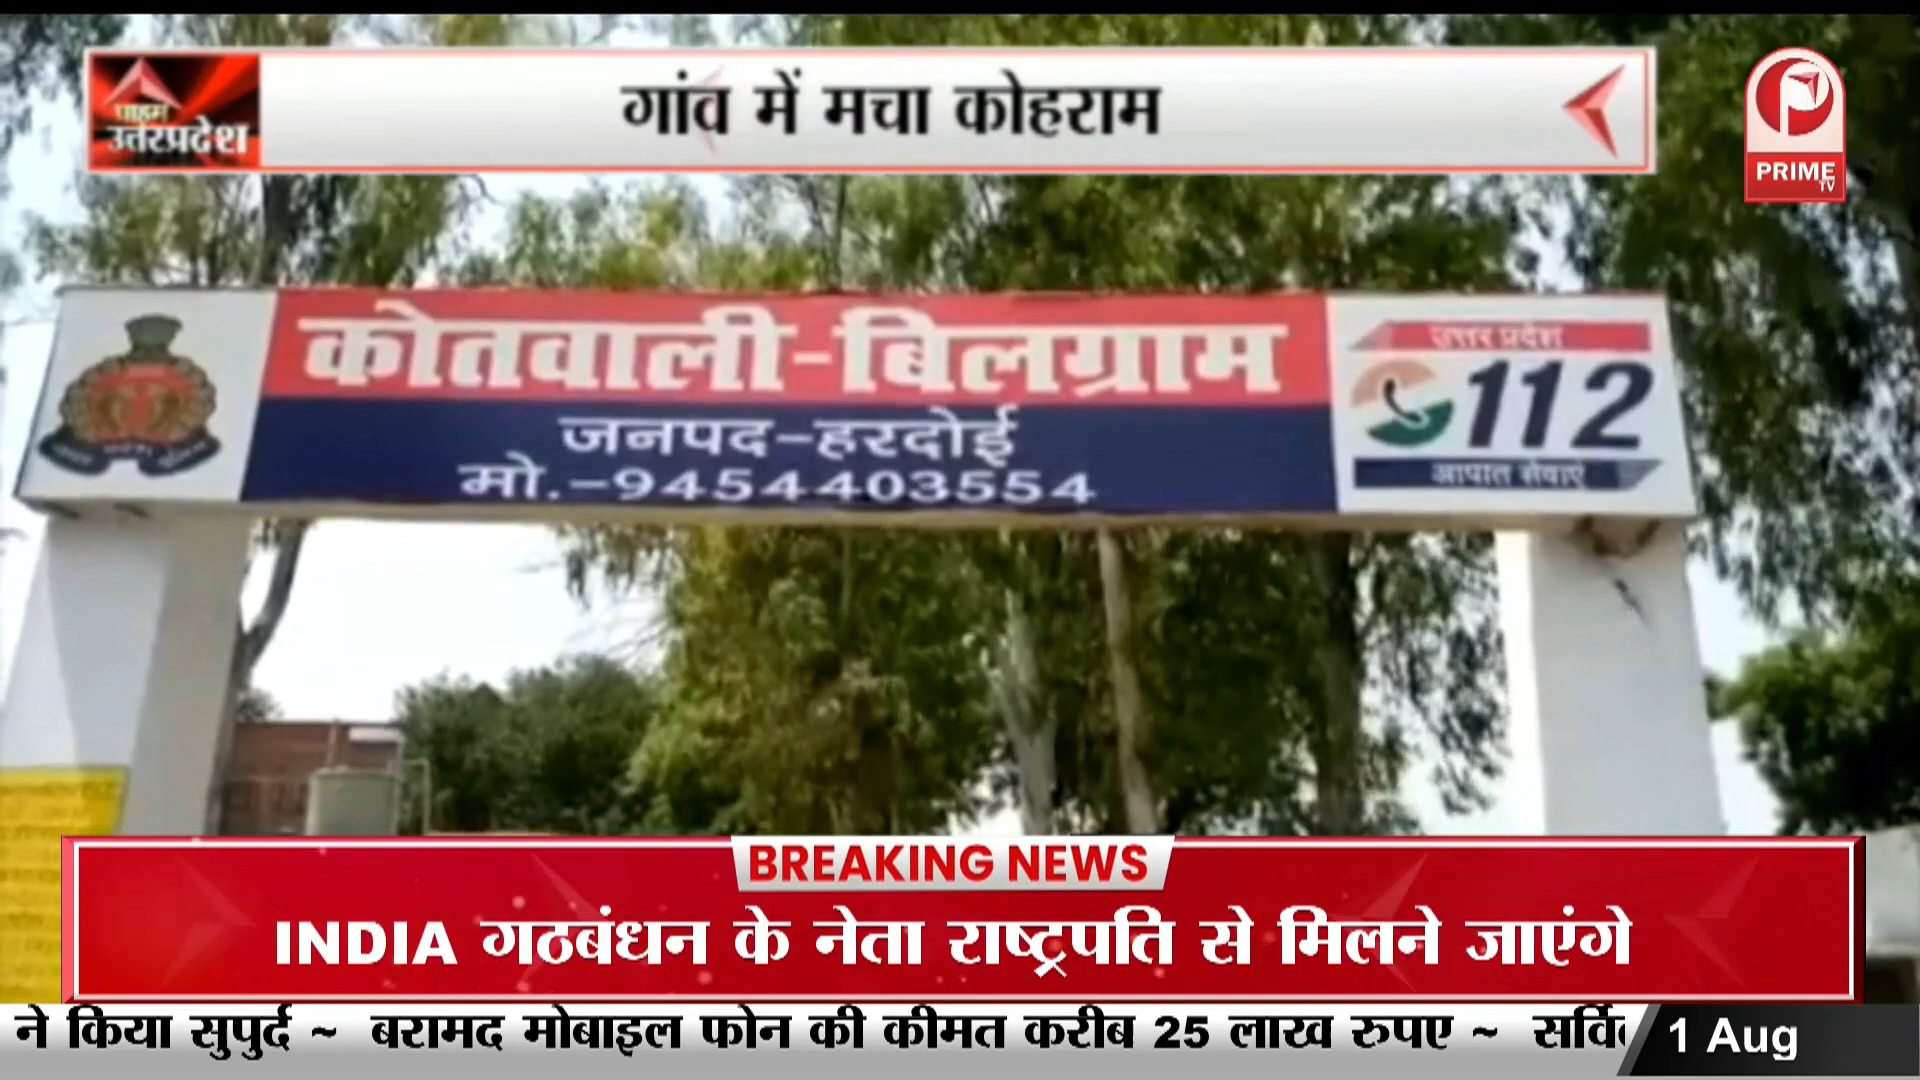 प्राइम
उत्तरप्रदेश
गांव में मचा कोहराम
PRIME
TV
कोतवाली-बिलग्राम
जनपद-हरदोई
मो.-9454403554
उत्तर प्रदेश
112
आपात सेवाएं
BREAKING NEWS
INDIA गठबंधन के नेता राष्ट्रपति से मिलने जाएंगे
ने किया सुपुर्द ~ बरामद मोबाइल फोन की कीमत करीब 25 लाख रुपए ~
1 Aug